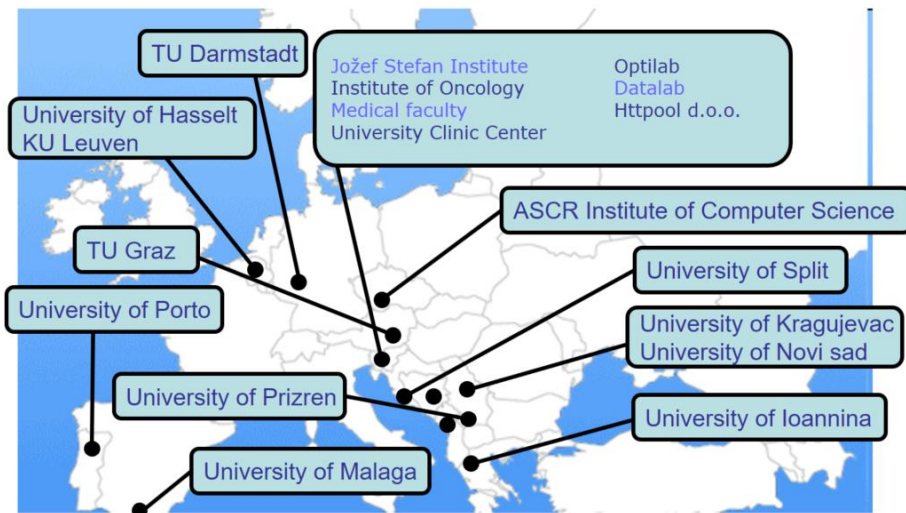 TU Darmstadt
Jožef Stefan Institute
Institute of Oncology
Medical faculty
University Clinic Center
Optilab
Datalab
Httpool d.o.o.
University of Hasselt
KU Leuven
ASCR Institute of Computer Science
TU Graz
University of Split
University of Porto
University of Kragujevac
University of Novi sad
University of Prizren
University of Ioannina
University of Malaga